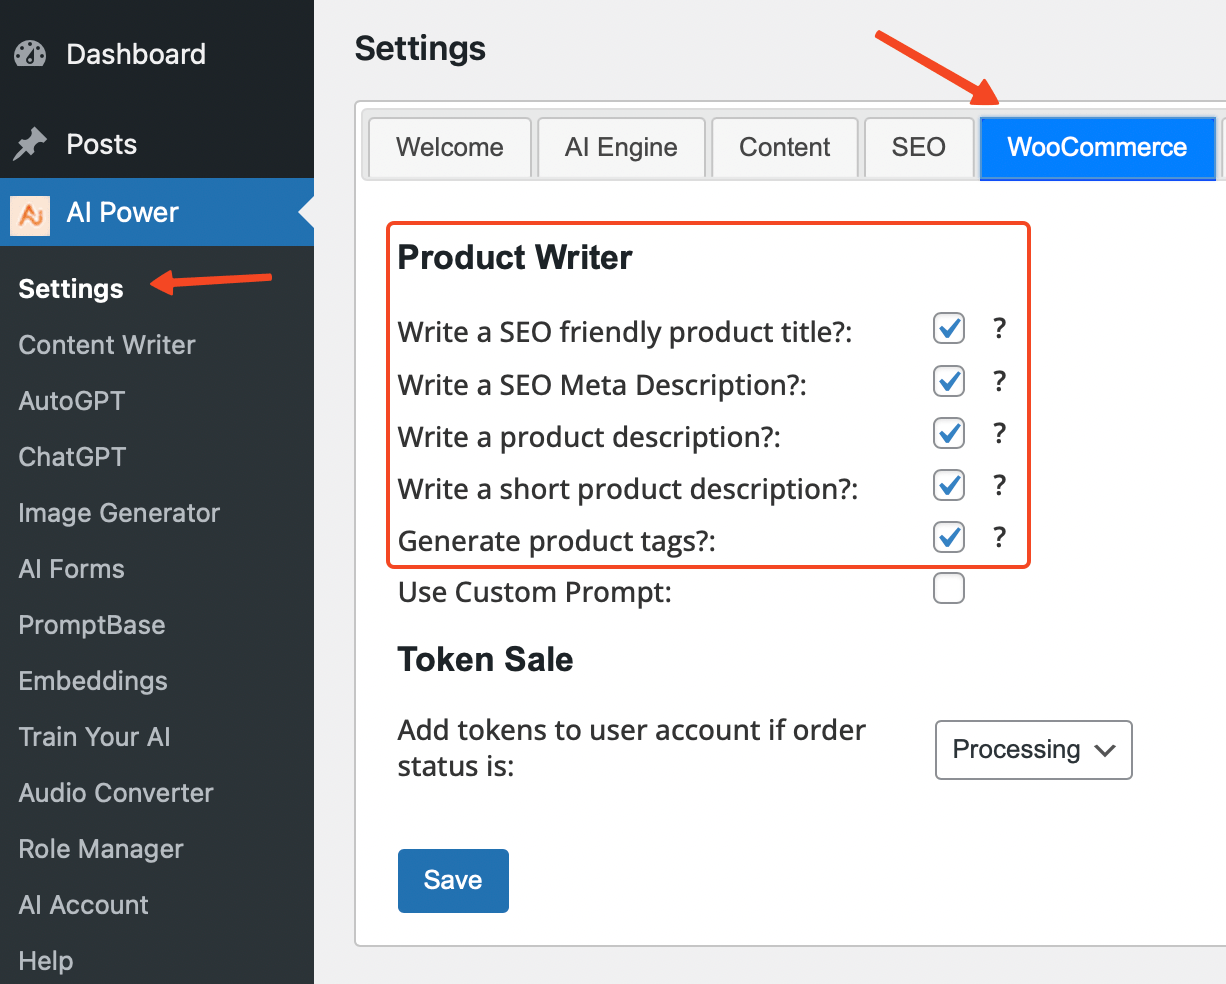 Dashboard
Posts
AI Power
Settings
Content Writer
AutoGPT
ChatGPT
Image Generator
AI Forms
PromptBase
Embeddings
Train Your AI
Audio Converter
Role Manager
AI Account
Help
Settings
Welcome
AI Engine
Content
SEO
WooCommerce
Product Writer
Write a SEO friendly product title?: ?
Write a SEO Meta Description?: ?
Write a product description?: ?
Write a short product description?: ?
Generate product tags?: ?
Use Custom Prompt:
Token Sale
Add tokens to user account if order
status is:
Processing
Save